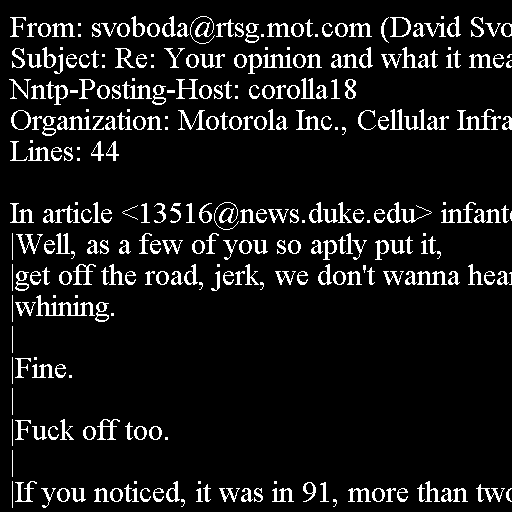 From: svoboda@rtsg.mot.com (David Svo
Subject: Re: Your opinion and what it mea
Nntp-Posting-Host: corolla18
Organization: Motorola Inc., Cellular Infra
Lines: 44

In article <13516@news.duke.edu> infanto
|Well, as a few of you so aptly put it,
|get off the road, jerk, we don't wanna hear
|whining.
|
|Fine.
|
|Fuck off too.
|
|If you noticed, it was in 91, more than two